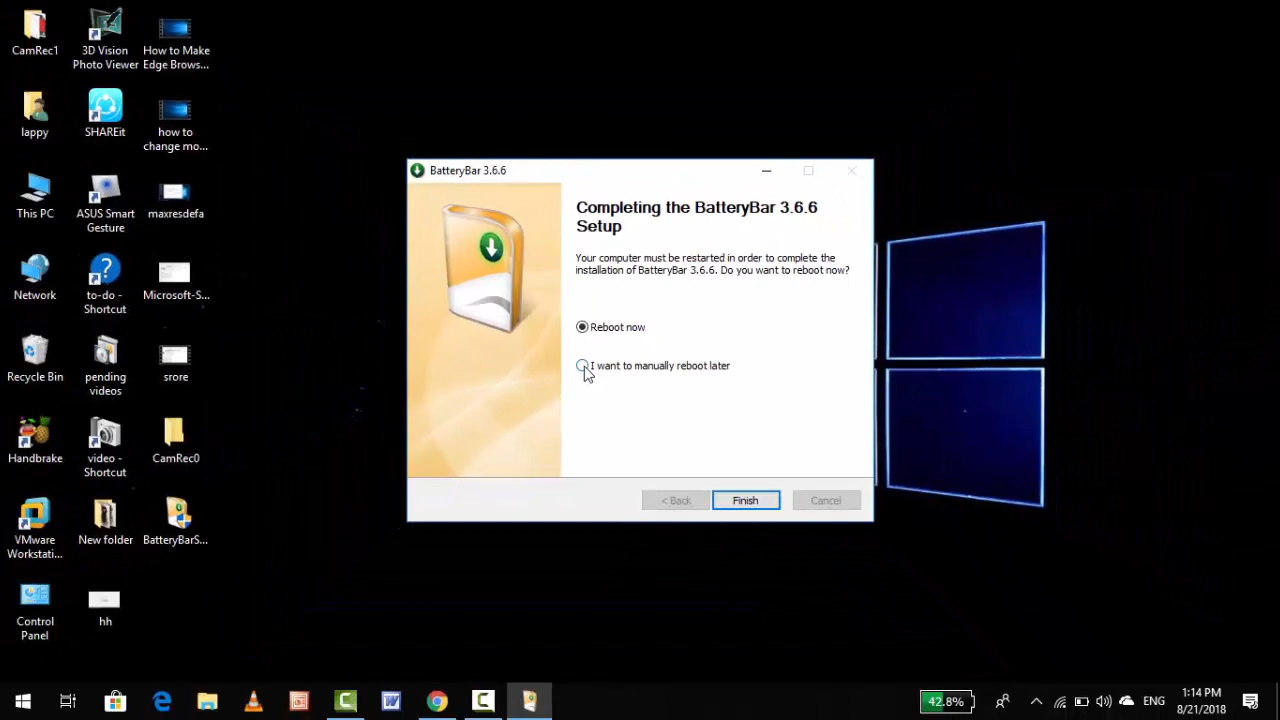 CamRec1
3D Vision
Photo Viewer
How to Make
Edge Brows...
lappy
SHAREit
how to
change mo...
This PC
ASUS Smart
Gesture
maxresdefa
Network
to-do -
Shortcut
Microsoft-S...
Recycle Bin
pending
videos
srore
Handbrake
video -
Shortcut
CamRec0
VMware
Workstati...
New folder
BatteryBarS...
Control
Panel
hh
BatteryBar 3.6.6
Completing the BatteryBar 3.6.6
Setup
Your computer must be restarted in order to complete the
installation of BatteryBar 3.6.6. Do you want to reboot now?
Reboot now
I want to manually reboot later
< Back
Finish
Cancel
42.8%
ENG
1:14 PM
8/21/2018